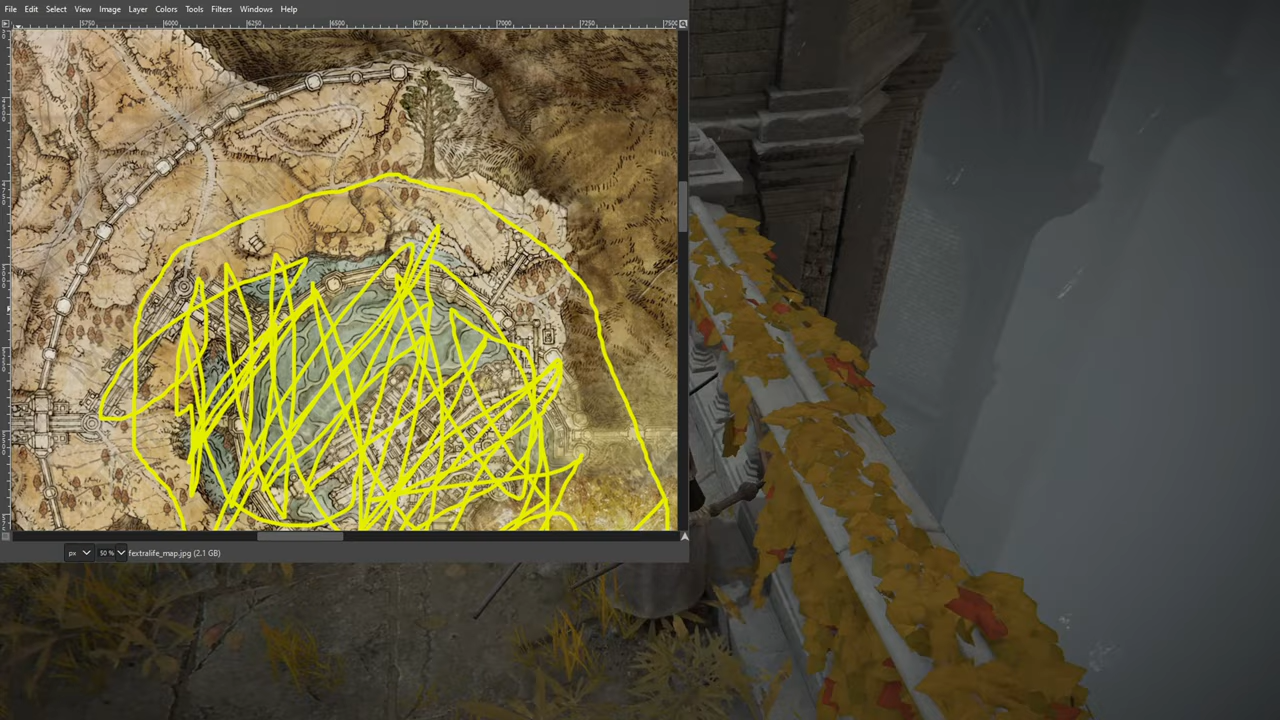 File Edit Select View Image Layer Colors Tools Filters Windows Help
5750 6000 6250 6500 6750 7000 7250 7500
px 50 % fextralife_map.jpg (2.1 GB)